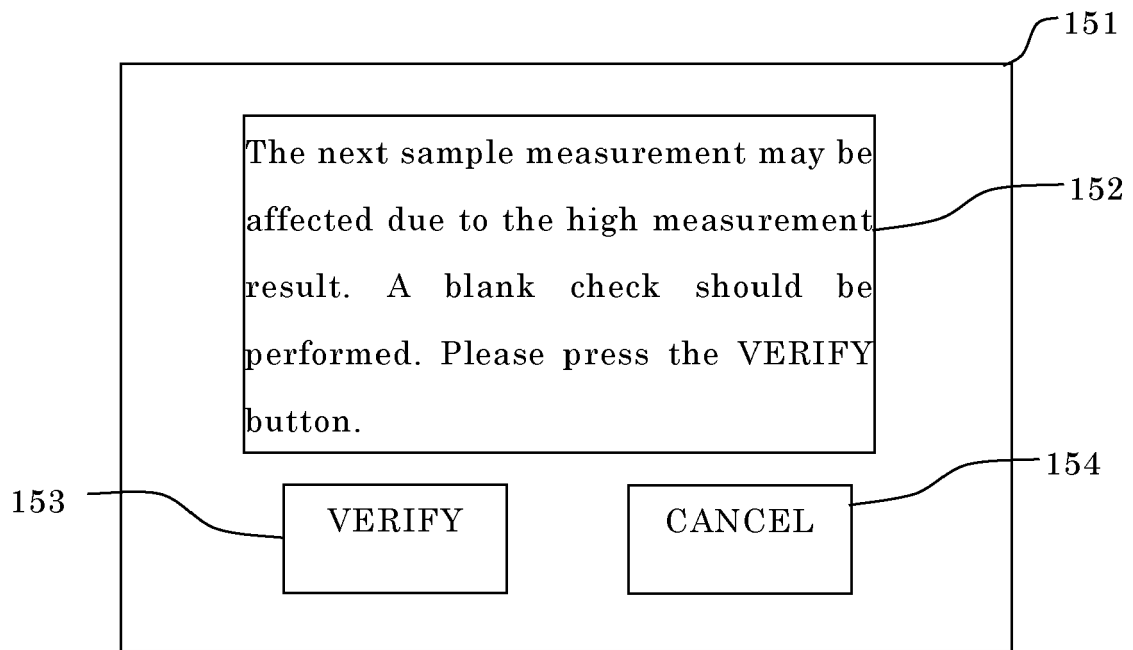 151
The next sample measurement may be
152
affected due to the high measurement
result. A blank check should be
performed. Please press the VERIFY
button.
154
153
VERIFY
CANCEL